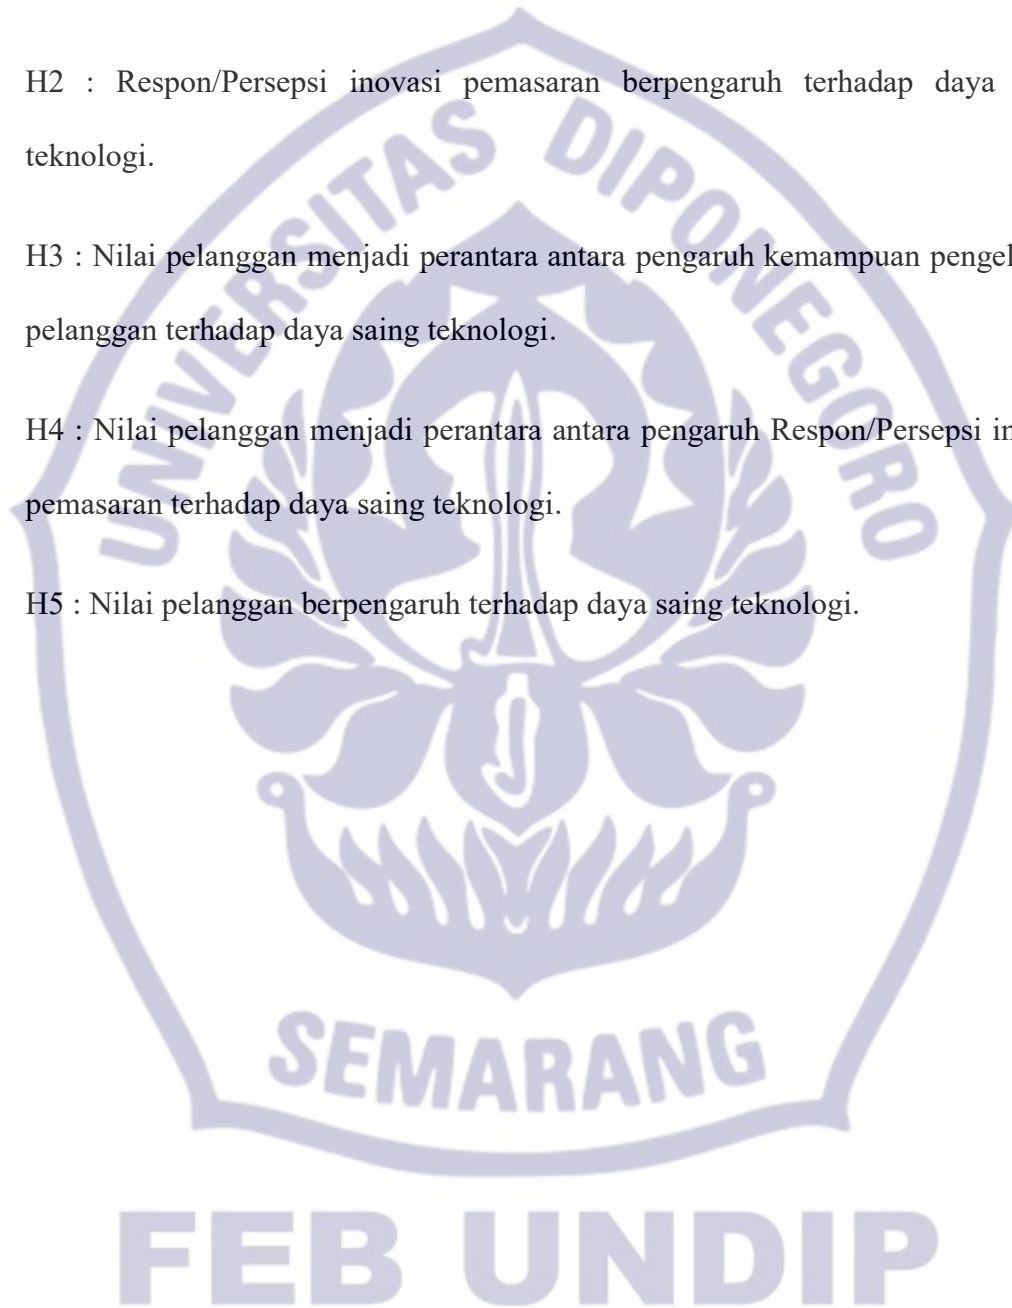 H2 : Respon/Persepsi inovasi pemasaran berpengaruh terhadap daya
teknologi.
H3 : Nilai pelanggan menjadi perantara antara pengaruh kemampuan
pelanggan terhadap daya saing teknologi.
H4 : Nilai pelanggan menjadi perantara antara pengaruh Respon/Persepsi
pemasaran terhadap daya saing teknologi.
H5 : Nilai pelanggan berpengaruh terhadap daya saing teknologi.
UNIVERSITAS DIPONEGORO
SEMARANG
FEB UNDIP